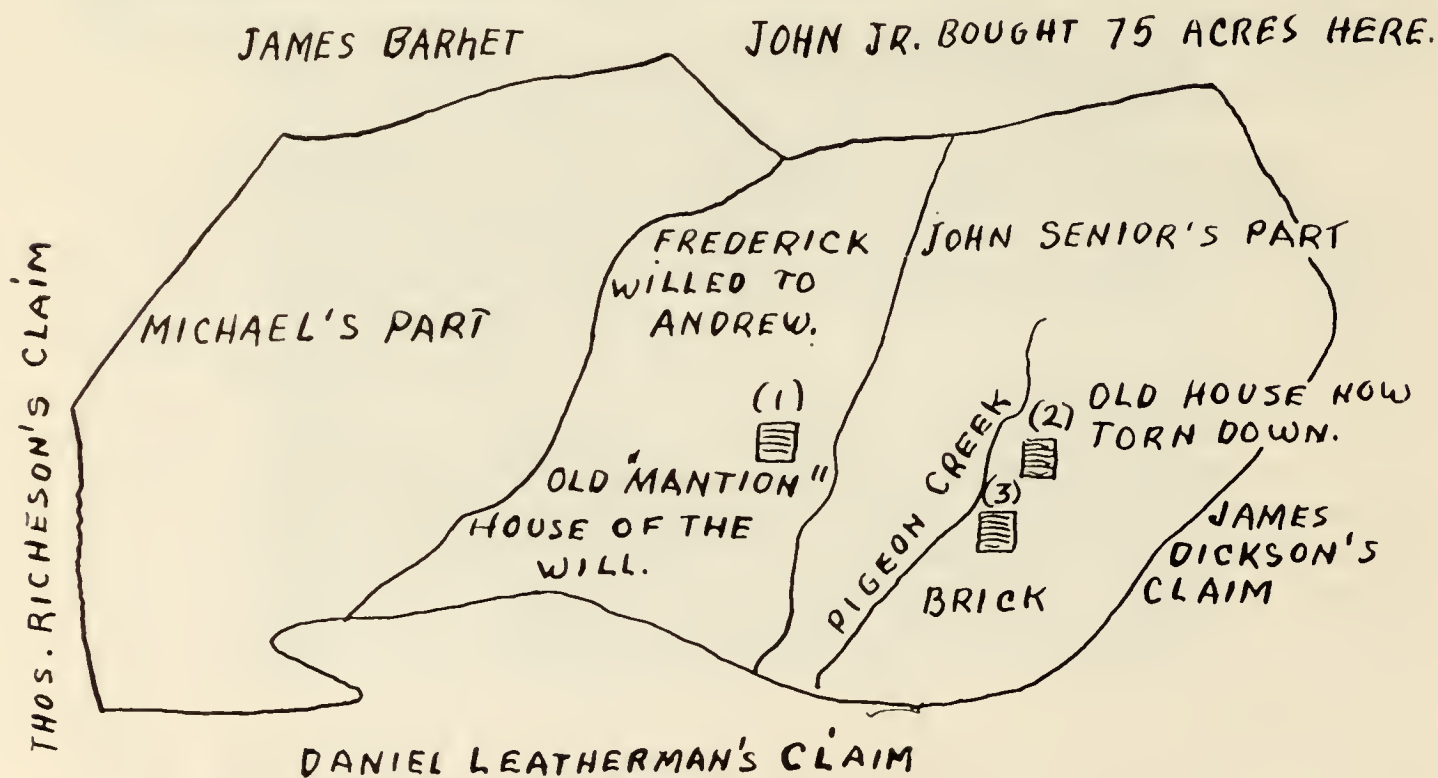 JAMES BARHET
JOHN JR. BOUGHT 75 ACRES HERE.
THOS. RICHESON'S CLAIM
MICHAEL'S PART
FREDERICK
WILLED TO
ANDREW.
JOHN SENIOR'S PART
(1)
OLD "MANTION"
HOUSE OF THE
WILL.
PIGEON CREEK
(2) OLD HOUSE NOW
TORN DOWN.
(3)
BRICK
JAMES
DICKSON'S
CLAIM
DANIEL LEATHERMAN'S CLAIM